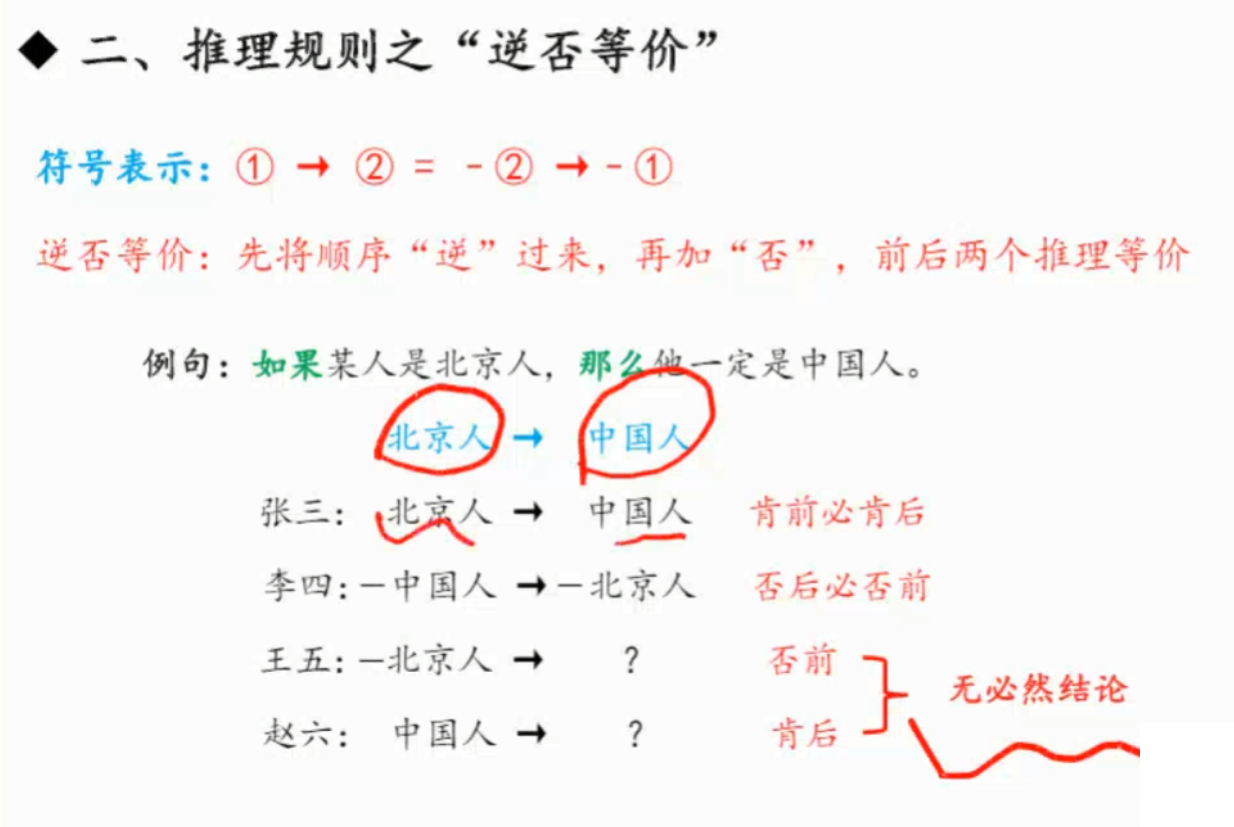 ◆ 二、推理规则之“逆否等价”
符号表示：① → ② = -② → -①
逆否等价：先将顺序“逆”过来，再加“否”，前后两个推理等价
例句：如果某人是北京人，那么他一定是中国人。
北京人 → 中国人
张三： 北京人 → 中国人 肯前必肯后
李四：－中国人 →－北京人 否后必否前
王五：－北京人 → ？ 否前
无必然结论
赵六： 中国人 → ？ 肯后